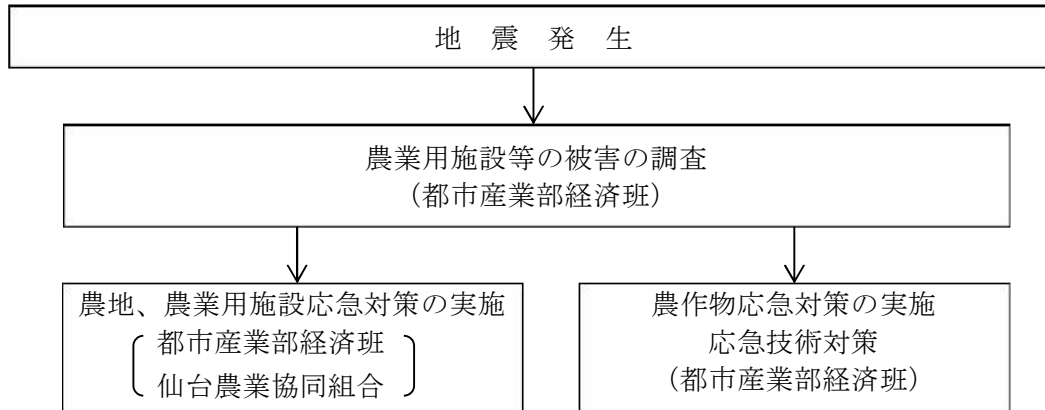 地　震　発　生
農業用施設等の被害の調査
（都市産業部経済班）
農地、農業用施設応急対策の実施
都市産業部経済班
仙台農業協同組合
農作物応急対策の実施
応急技術対策
（都市産業部経済班）